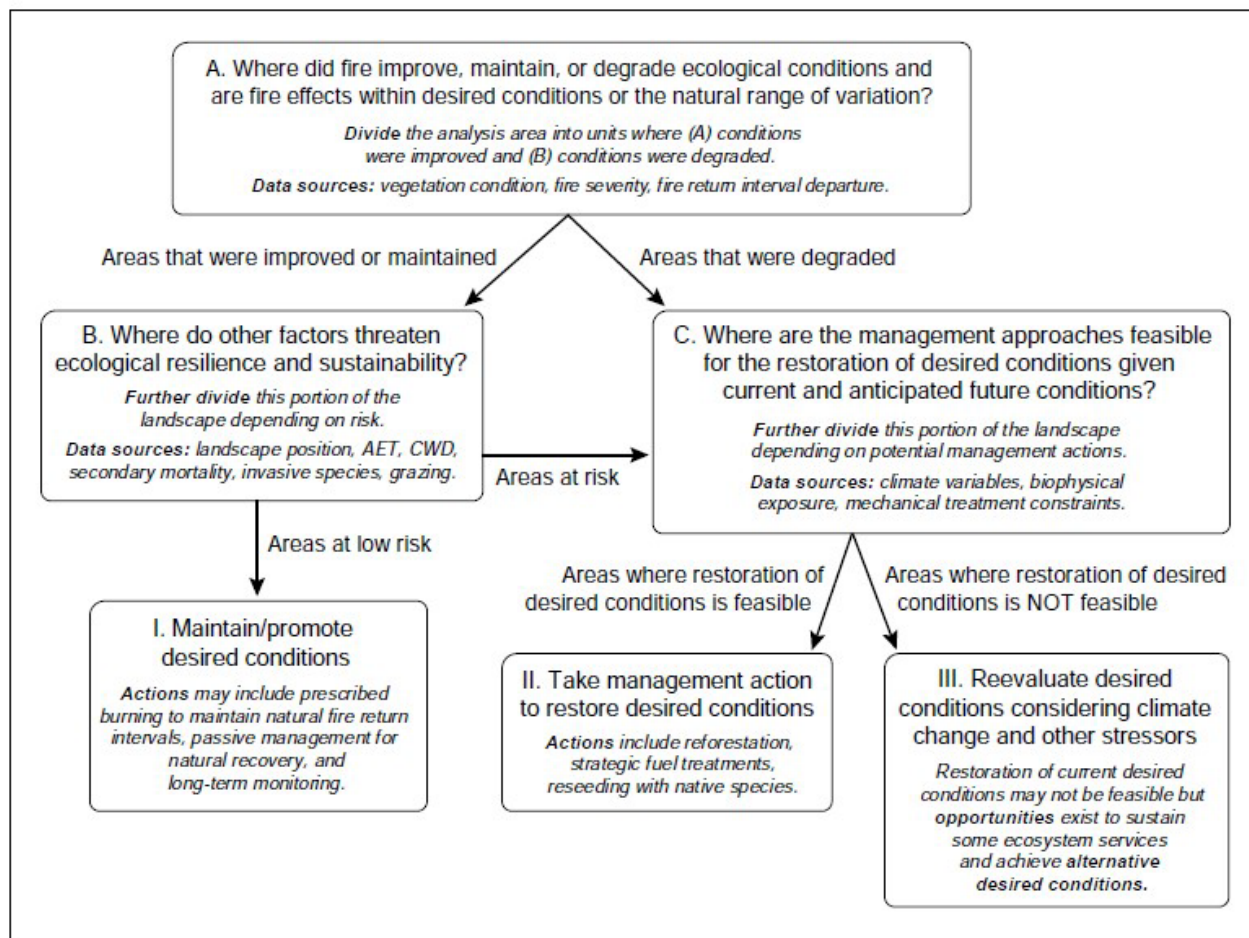 A. Where did fire improve, maintain, or degrade ecological conditions and
are fire effects within desired conditions or the natural range of variation?
Divide the analysis area into units where (A) conditions
were improved and (B) conditions were degraded.
Data sources: vegetation condition, fire severity, fire return interval departure.
Areas that were improved or maintained
Areas that were degraded
B. Where do other factors threaten
ecological resilience and sustainability?
Further divide this portion of the
landscape depending on risk.
Data sources: landscape position, AET, CWD,
secondary mortality, invasive species, grazing.
Areas at risk
C. Where are the management approaches feasible
for the restoration of desired conditions given
current and anticipated future conditions?
Further divide this portion of the landscape
depending on potential management actions.
Data sources: climate variables, biophysical
exposure, mechanical treatment constraints.
Areas at low risk
Areas where restoration of
desired conditions is feasible
Areas where restoration of desired
conditions is NOT feasible
I. Maintain/promote
desired conditions
Actions may include prescribed
burning to maintain natural fire return
intervals, passive management for
natural recovery, and
long-term monitoring.
II. Take management action
to restore desired conditions
Actions include reforestation,
strategic fuel treatments,
reseeding with native species.
III. Reevaluate desired
conditions considering climate
change and other stressors
Restoration of current desired
conditions may not be feasible but
opportunities exist to sustain
some ecosystem services
and achieve alternative
desired conditions.